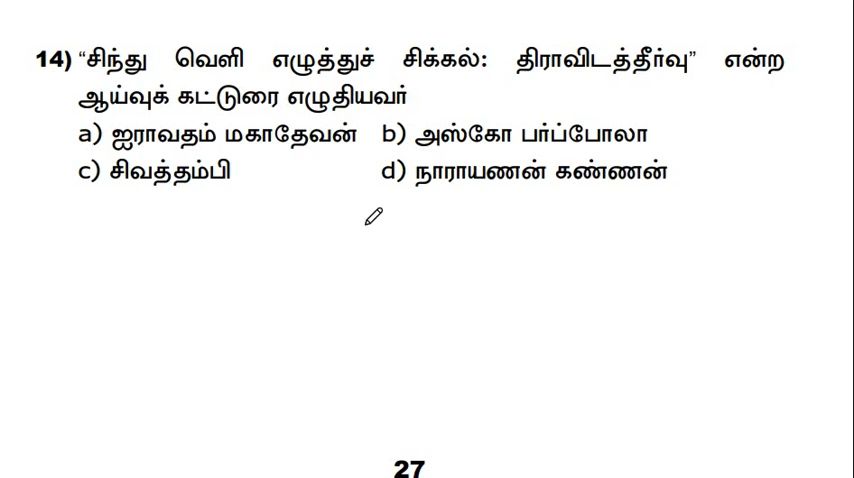 14) “சிந்து வெளி எழுத்துச் சிக்கல்: திராவிடத்தீர்வு” என்ற
ஆய்வுக் கட்டுரை எழுதியவர்
a) ஐராவதம் மகாதேவன் b) அஸ்கோ பர்ப்போலா
c) சிவத்தம்பி d) நாராயணன் கண்ணன்
27